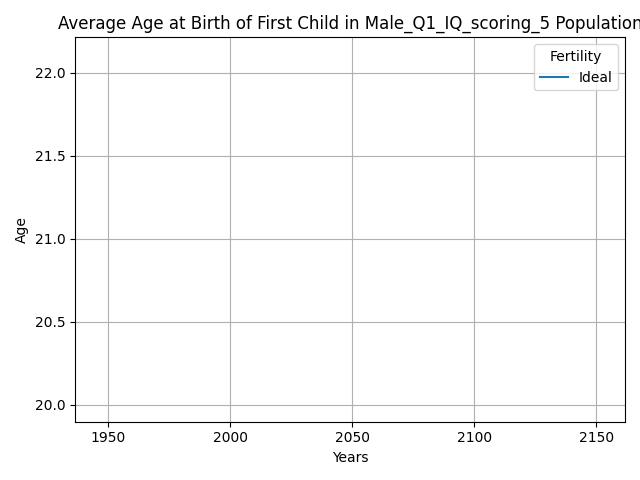 Average Age at Birth of First Child in Male_Q1_IQ_scoring_5 Population
Fertility
Ideal
22.0
21.5
21.0
20.5
20.0
Age
1950 2000 2050 2100 2150
Years